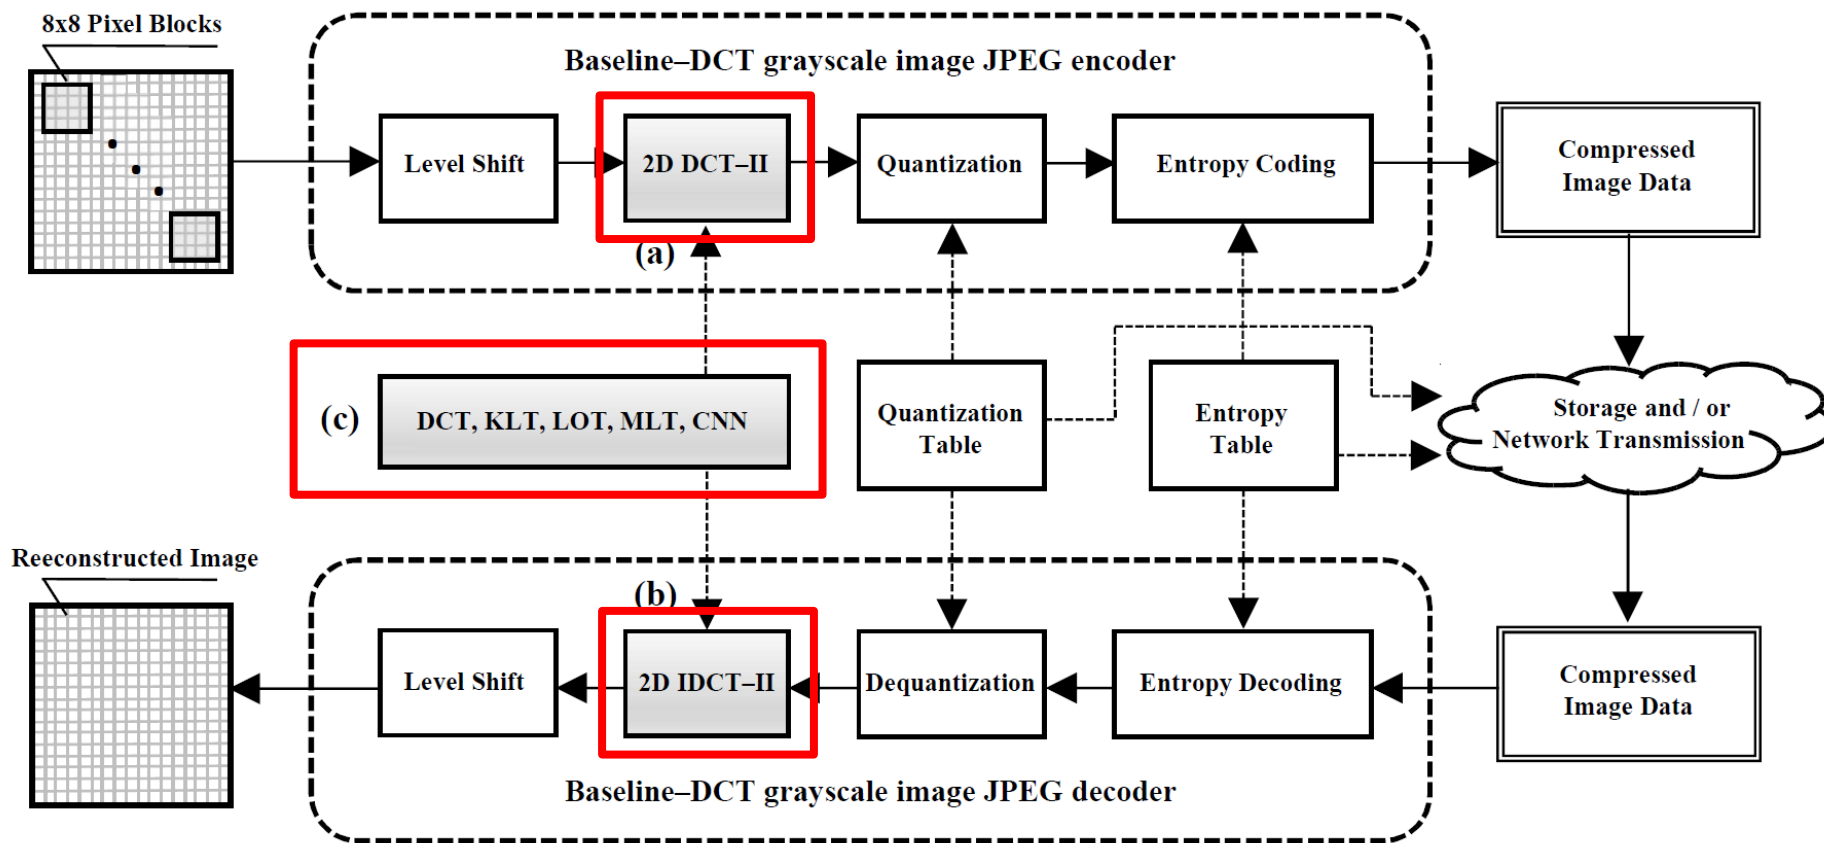 8x8 Pixel Blocks
Baseline–DCT grayscale image JPEG encoder
Level Shift
2D DCT–II
Quantization
Entropy Coding
Compressed
Image Data
(a)
(c)
DCT, KLT, LOT, MLT, CNN
Quantization
Table
Entropy
Table
Storage and / or
Network Transmission
Reeconstructed Image
(b)
Level Shift
2D IDCT–II
Dequantization
Entropy Decoding
Compressed
Image Data
Baseline–DCT grayscale image JPEG decoder